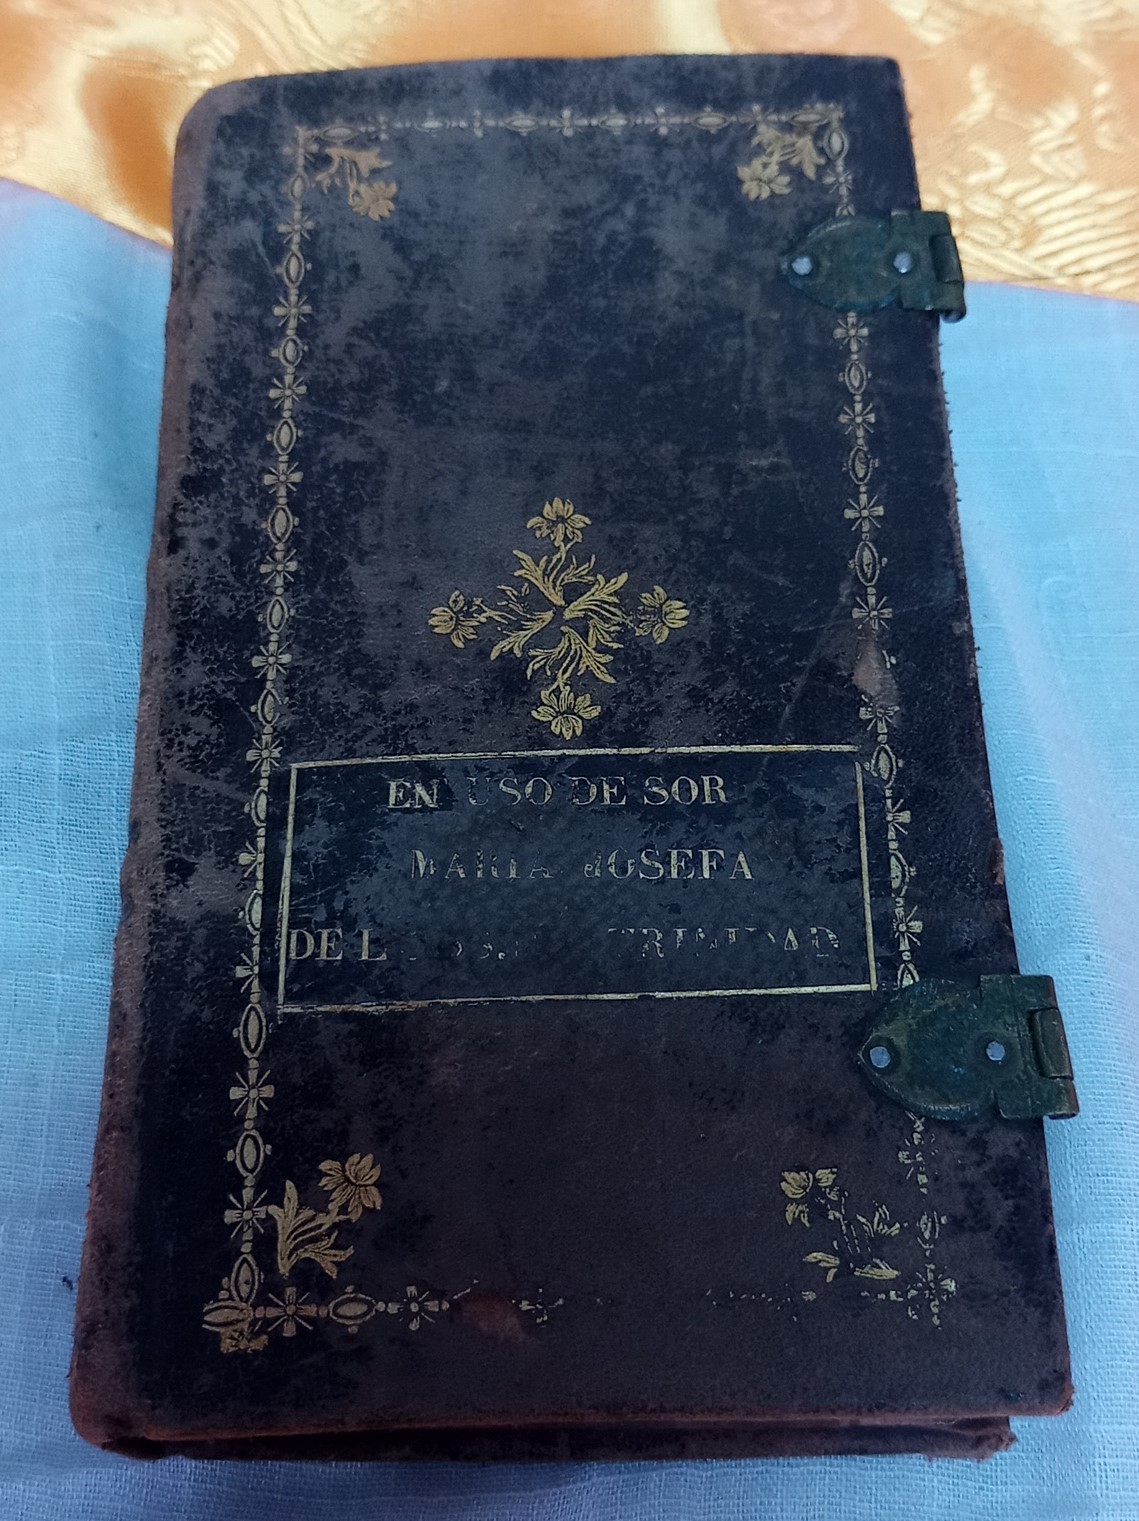 EN USO DE SOR
MARIA JOSEFA
DE TRINIDAD